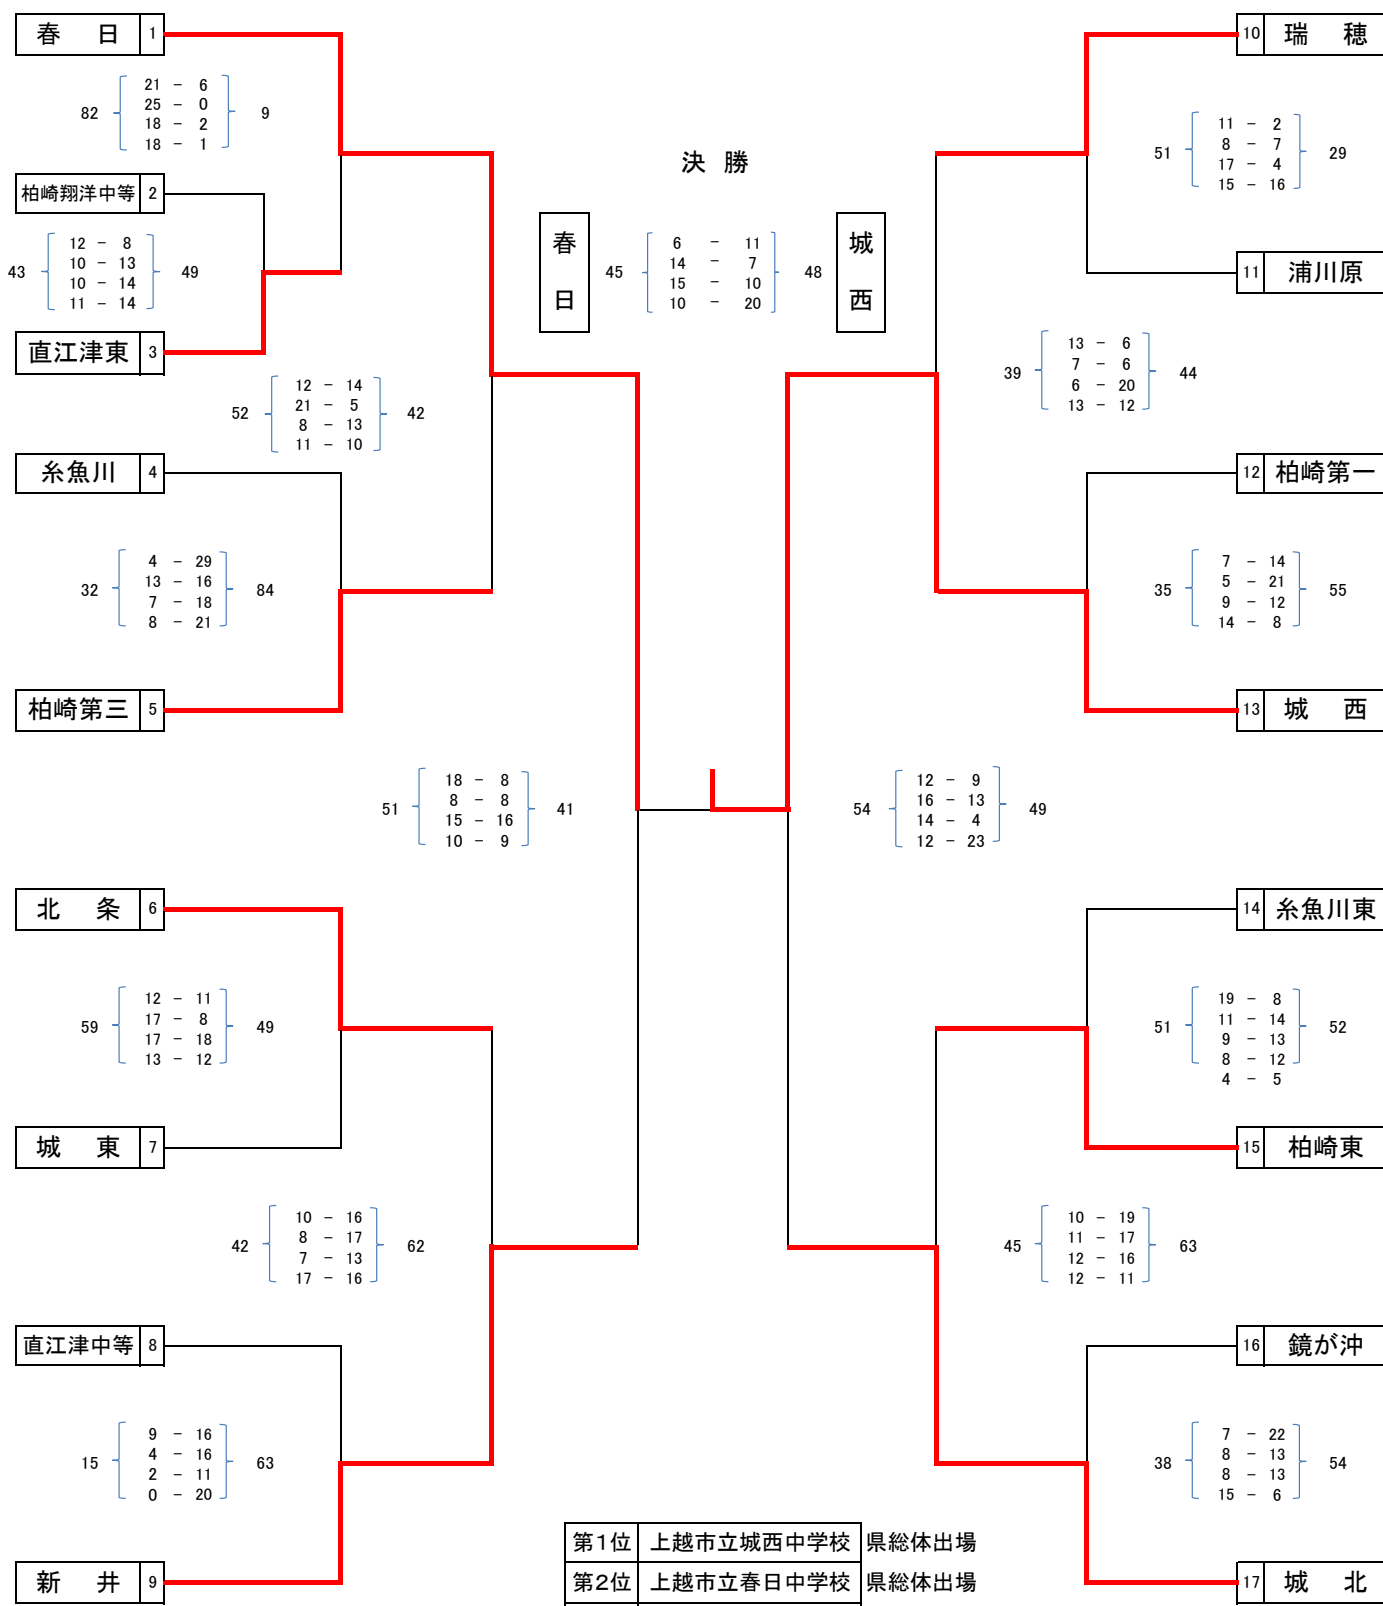 春 日 1
82 21 - 6 9
25 - 0
18 - 2
18 - 1
柏崎翔洋中等 2
43 12 - 8 49
10 - 13
10 - 14
11 - 14
直江津東 3
52 12 - 14 42
21 - 5
8 - 13
11 - 10
糸魚川 4
32 4 - 29 84
13 - 16
7 - 18
8 - 21
柏崎第三 5
51 18 - 8 41
8 - 8
15 - 16
10 - 9
北 条 6
59 12 - 11 49
17 - 8
17 - 18
13 - 12
城 東 7
42 10 - 16 62
8 - 17
7 - 13
17 - 16
直江津中等 8
15 9 - 16 63
4 - 16
2 - 11
0 - 20
新 井 9
決 勝
春日 45 6 - 11 48 城西
14 - 7
15 - 10
10 - 20
10 瑞 穂
51 11 - 2 29
8 - 7
17 - 4
15 - 16
11 浦川原
39 13 - 6 44
7 - 6
6 - 20
13 - 12
12 柏崎第一
35 7 - 14 55
5 - 21
9 - 12
14 - 8
13 城 西
54 12 - 9 49
16 - 13
14 - 4
12 - 23
14 糸魚川東
51 19 - 8 52
11 - 14
9 - 13
8 - 12
4 - 5
15 柏崎東
45 10 - 19 63
11 - 17
12 - 16
12 - 11
16 鏡が沖
38 7 - 22 54
8 - 13
8 - 13
15 - 6
17 城 北
第1位 上越市立城西中学校 県総体出場
第2位 上越市立春日中学校 県総体出場